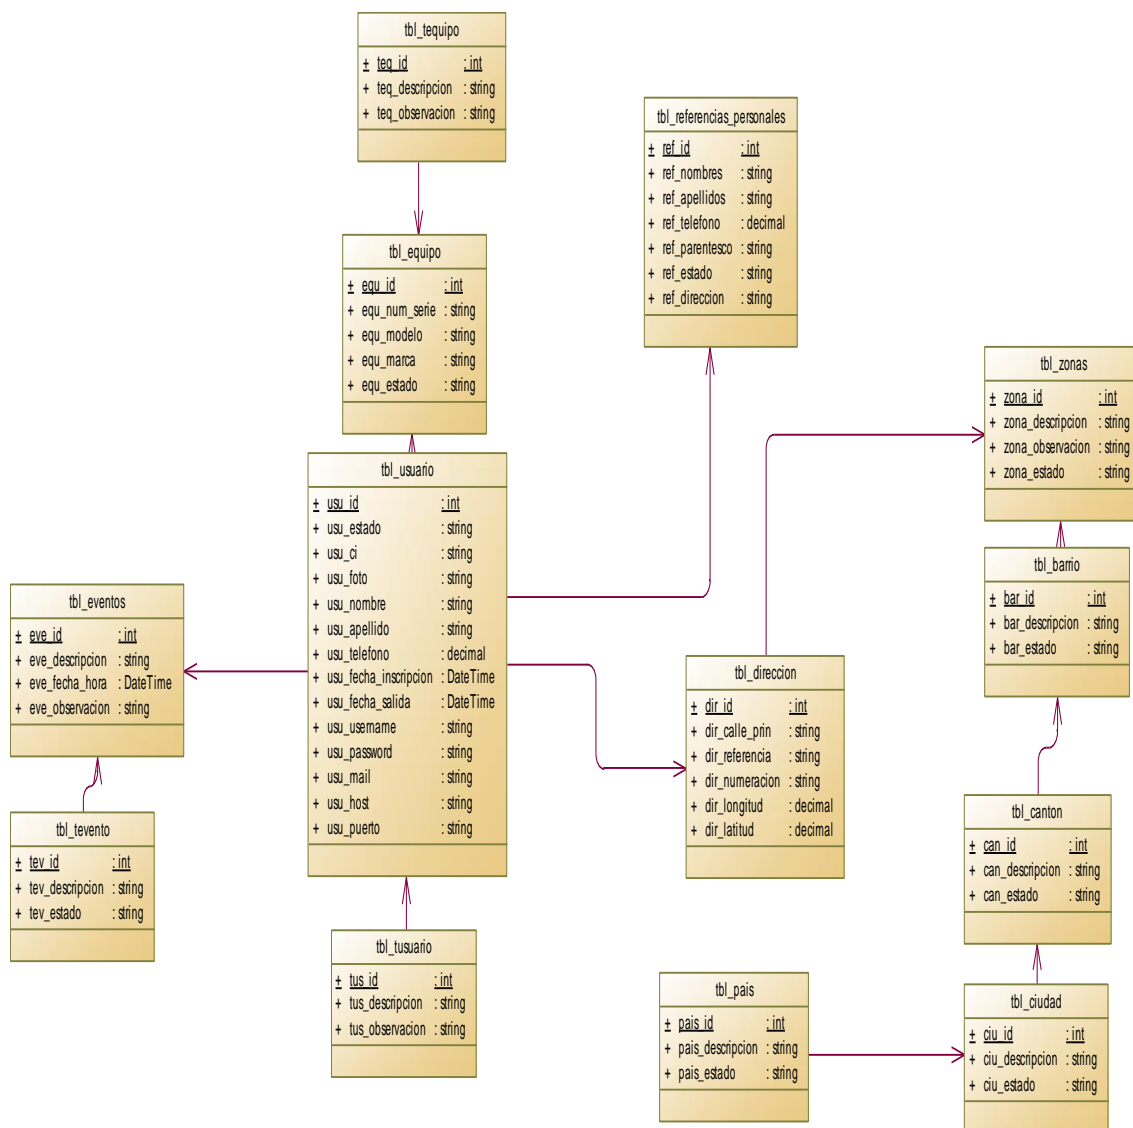 tbl_tequipo
+ teq_id : int
+ teq_descripcion : string
+ teq_observacion : string
tbl_referencias_personales
+ ref_id : int
+ ref_nombres : string
+ ref_apellidos : string
+ ref_telefono : decimal
+ ref_parentesco : string
+ ref_estado : string
+ ref_direccion : string
tbl_equipo
+ equ_id : int
+ equ_num_serie : string
+ equ_modelo : string
+ equ_marca : string
+ equ_estado : string
tbl_zonas
+ zona_id : int
+ zona_descripcion : string
+ zona_observacion : string
+ zona_estado : string
tbl_usuario
+ usu_id : int
+ usu_estado : string
+ usu_ci : string
+ usu_foto : string
+ usu_nombre : string
+ usu_apellido : string
+ usu_telefono : decimal
+ usu_fecha_inscripcion : DateTime
+ usu_fecha_salida : DateTime
+ usu_username : string
+ usu_password : string
+ usu_mail : string
+ usu_host : string
+ usu_puerto : string
tbl_barrio
+ bar_id : int
+ bar_descripcion : string
+ bar_estado : string
tbl_eventos
+ eve_id : int
+ eve_descripcion : string
+ eve_fecha_hora : DateTime
+ eve_observacion : string
tbl_direccion
+ dir_id : int
+ dir_calle_prin : string
+ dir_referencia : string
+ dir_numeracion : string
+ dir_longitud : decimal
+ dir_latitud : decimal
tbl_tevento
+ tev_id : int
+ tev_descripcion : string
+ tev_estado : string
tbl_canton
+ can_id : int
+ can_descripcion : string
+ can_estado : string
tbl_tusuario
+ tus_id : int
+ tus_descripcion : string
+ tus_observacion : string
tbl_pais
+ pais_id : int
+ pais_descripcion : string
+ pais_estado : string
tbl_ciudad
+ ciu_id : int
+ ciu_descripcion : string
+ ciu_estado : string